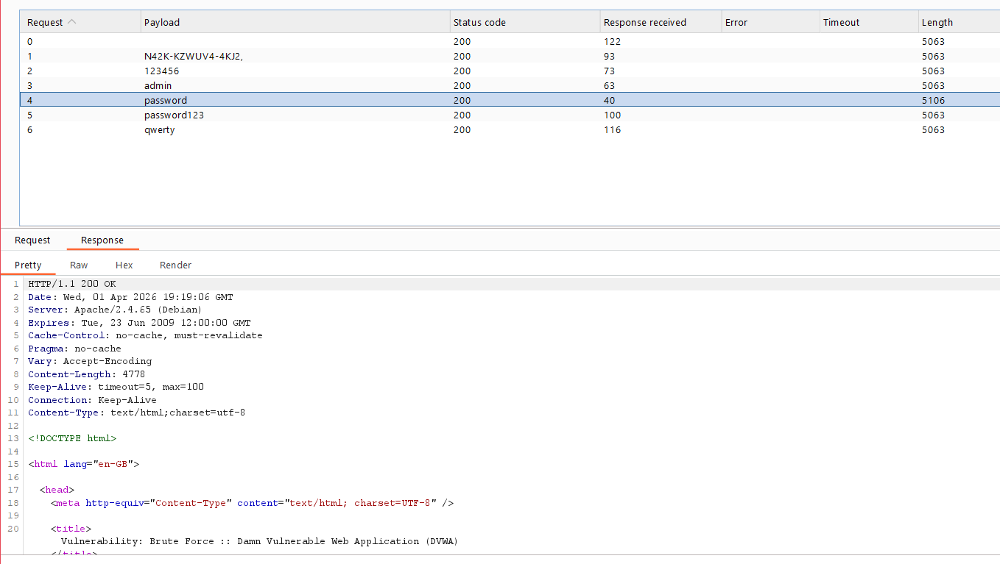 Request Payload Status code Response received Error Timeout Length
0 200 122 5063
1 N42K-KZWUV4-4KJ2, 200 93 5063
2 123456 200 73 5063
3 admin 200 63 5063
4 password 200 40 5106
5 password123 200 100 5063
6 qwerty 200 116 5063
Request Response
Pretty Raw Hex Render
1 HTTP/1.1 200 OK
2 Date: Wed, 01 Apr 2026 19:19:06 GMT
3 Server: Apache/2.4.65 (Debian)
4 Expires: Tue, 23 Jun 2009 12:00:00 GMT
5 Cache-Control: no-cache, must-revalidate
6 Pragma: no-cache
7 Vary: Accept-Encoding
8 Content-Length: 4778
9 Keep-Alive: timeout=5, max=100
10 Connection: Keep-Alive
11 Content-Type: text/html;charset=utf-8
12
13 <!DOCTYPE html>
14
15 <html lang="en-GB">
16
17 <head>
18 <meta http-equiv="Content-Type" content="text/html; charset=UTF-8" />
19
20 <title>
Vulnerability: Brute Force :: Damn Vulnerable Web Application (DVWA)
</title>